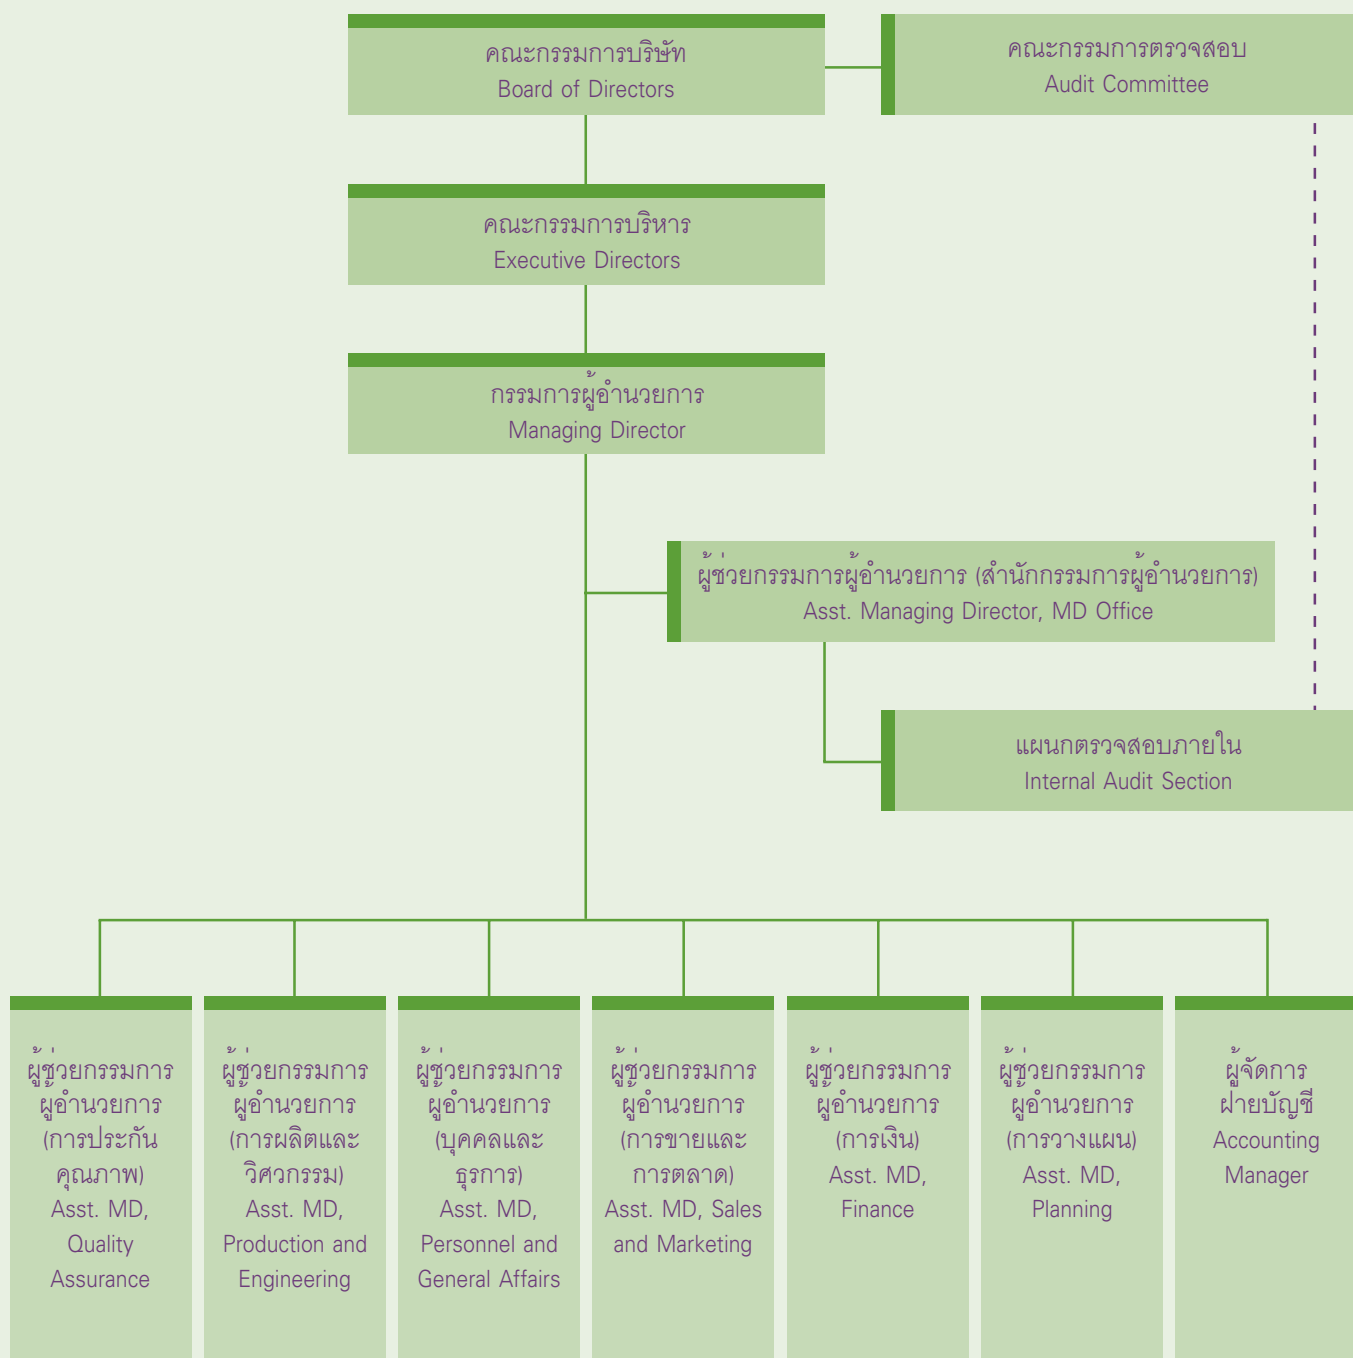 คณะกรรมการบริษัท
Board of Directors
คณะกรรมการตรวจสอบ
Audit Committee
คณะกรรมการบริหาร
Executive Directors
กรรมการผู้อำนวยการ
Managing Director
ผู้ช่วยกรรมการผู้อำนวยการ (สำนักกรรมการผู้อำนวยการ)
Asst. Managing Director, MD Office
แผนกตรวจสอบภายใน
Internal Audit Section
ผู้ช่วยกรรมการ
ผู้อำนวยการ
(การประกัน
คุณภาพ)
Asst. MD,
Quality
Assurance
ผู้ช่วยกรรมการ
ผู้อำนวยการ
(การผลิตและ
วิศวกรรม)
Asst. MD,
Production and
Engineering
ผู้ช่วยกรรมการ
ผู้อำนวยการ
(บุคคลและ
ธุรการ)
Asst. MD,
Personnel and
General Affairs
ผู้ช่วยกรรมการ
ผู้อำนวยการ
(การขายและ
การตลาด)
Asst. MD, Sales
and Marketing
ผู้ช่วยกรรมการ
ผู้อำนวยการ
(การเงิน)
Asst. MD,
Finance
ผู้ช่วยกรรมการ
ผู้อำนวยการ
(การวางแผน)
Asst. MD,
Planning
ผู้จัดการ
ฝ่ายบัญชี
Accounting
Manager